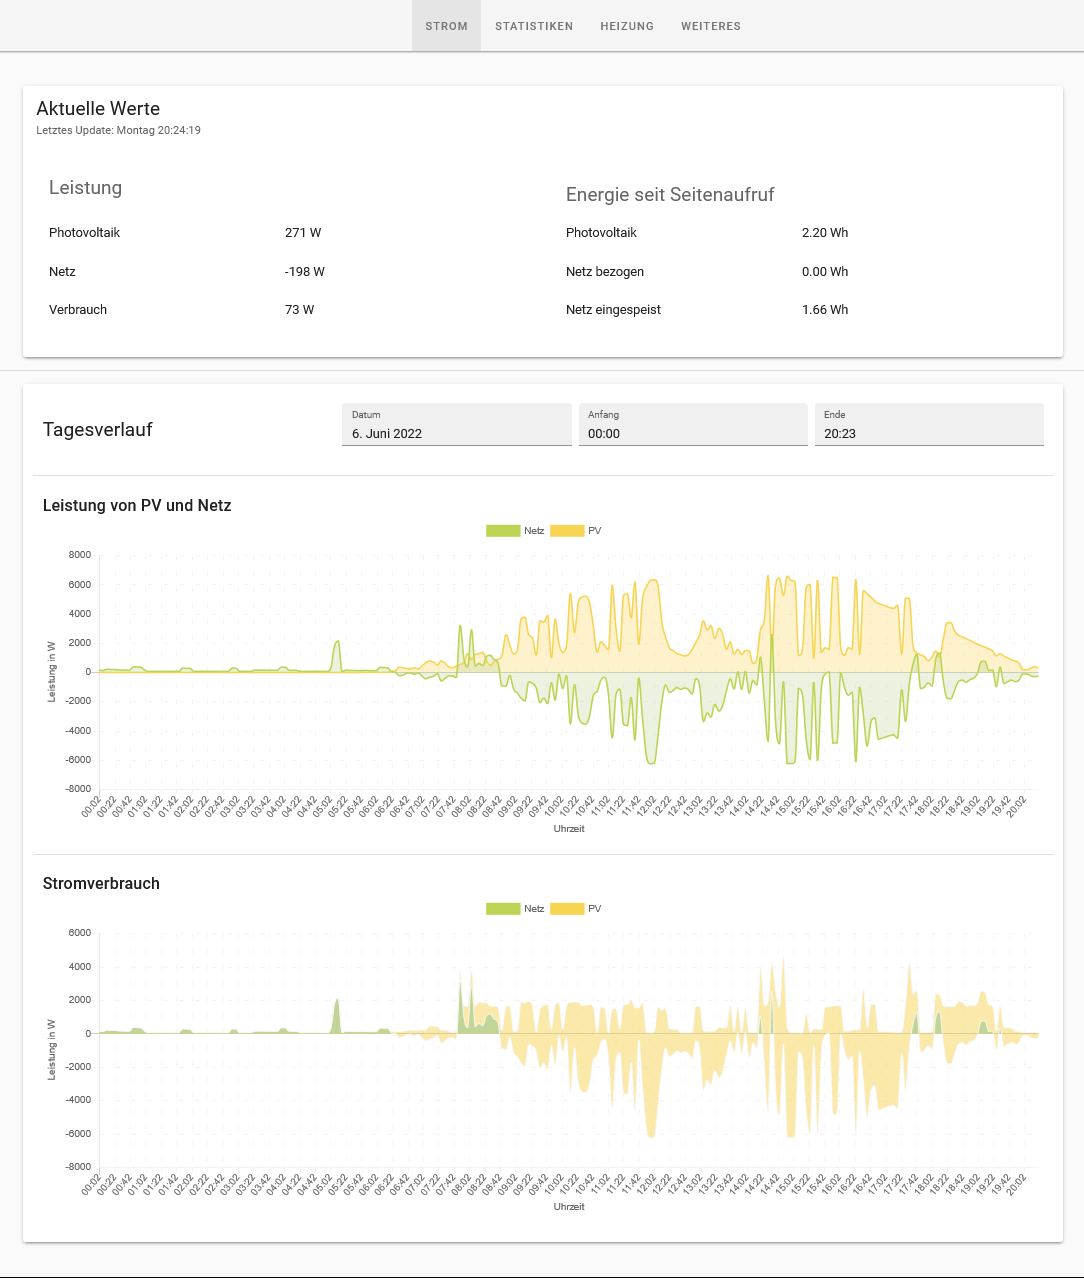 STROM STATISTIKEN HEIZUNG WEITERES
Aktuelle Werte
Letztes Update: Montag 20:24:19
Leistung
Photovoltaik 271 W
Netz -198 W
Verbrauch 73 W
Energie seit Seitenaufruf
Photovoltaik 2.20 Wh
Netz bezogen 0.00 Wh
Netz eingespeist 1.66 Wh
Tagesverlauf
Datum
6. Juni 2022
Anfang
00:00
Ende
20:23
Leistung von PV und Netz
Netz PV
Leistung in W
8000
6000
4000
2000
0
-2000
-4000
-6000
-8000
00:02 00:22 00:42 01:02 01:22 01:42 02:02 02:22 02:42 03:02 03:22 03:42 04:02 04:22 04:42 05:02 05:22 05:42 06:02 06:22 06:42 07:02 07:22 07:42 08:02 08:22 08:42 09:02 09:22 09:42 10:02 10:22 10:42 11:02 11:22 11:42 12:02 12:22 12:42 13:02 13:22 13:42 14:02 14:22 14:42 15:02 15:22 15:42 16:02 16:22 16:42 17:02 17:22 17:42 18:02 18:22 18:42 19:02 19:22 19:42 20:02
Uhrzeit
Stromverbrauch
Netz PV
Leistung in W
6000
4000
2000
0
-2000
-4000
-6000
-8000
00:02 00:22 00:42 01:02 01:22 01:42 02:02 02:22 02:42 03:02 03:22 03:42 04:02 04:22 04:42 05:02 05:22 05:42 06:02 06:22 06:42 07:02 07:22 07:42 08:02 08:22 08:42 09:02 09:22 09:42 10:02 10:22 10:42 11:02 11:22 11:42 12:02 12:22 12:42 13:02 13:22 13:42 14:02 14:22 14:42 15:02 15:22 15:42 16:02 16:22 16:42 17:02 17:22 17:42 18:02 18:22 18:42 19:02 19:22 19:42 20:02
Uhrzeit